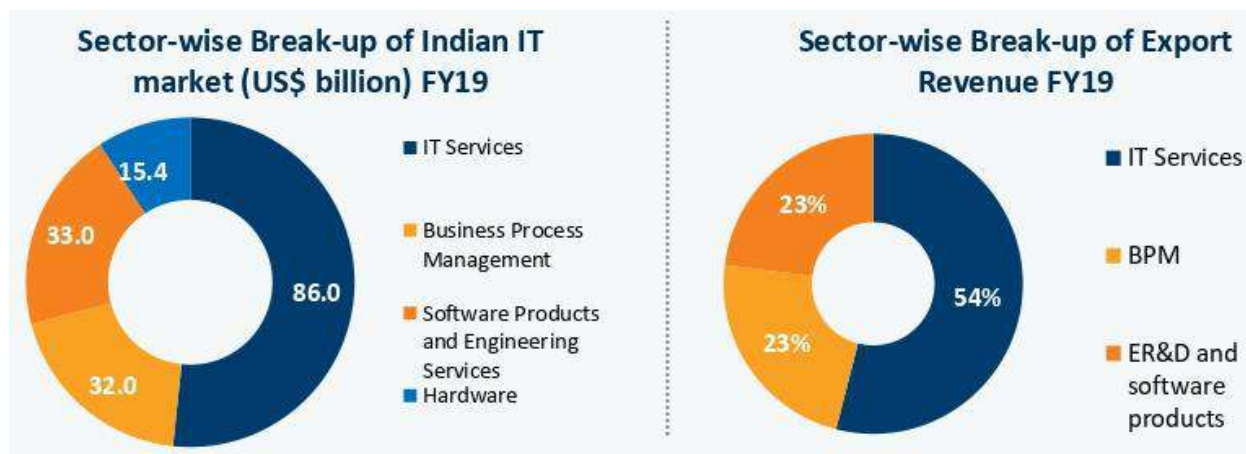 Sector-wise Break-up of Indian IT
market (US$ billion) FY19
15.4
33.0
86.0
32.0
IT Services
Business Process
Management
Software Products
and Engineering
Services
Hardware
Sector-wise Break-up of Export
Revenue FY19
23%
54%
23%
IT Services
BPM
ER&D and
software
products